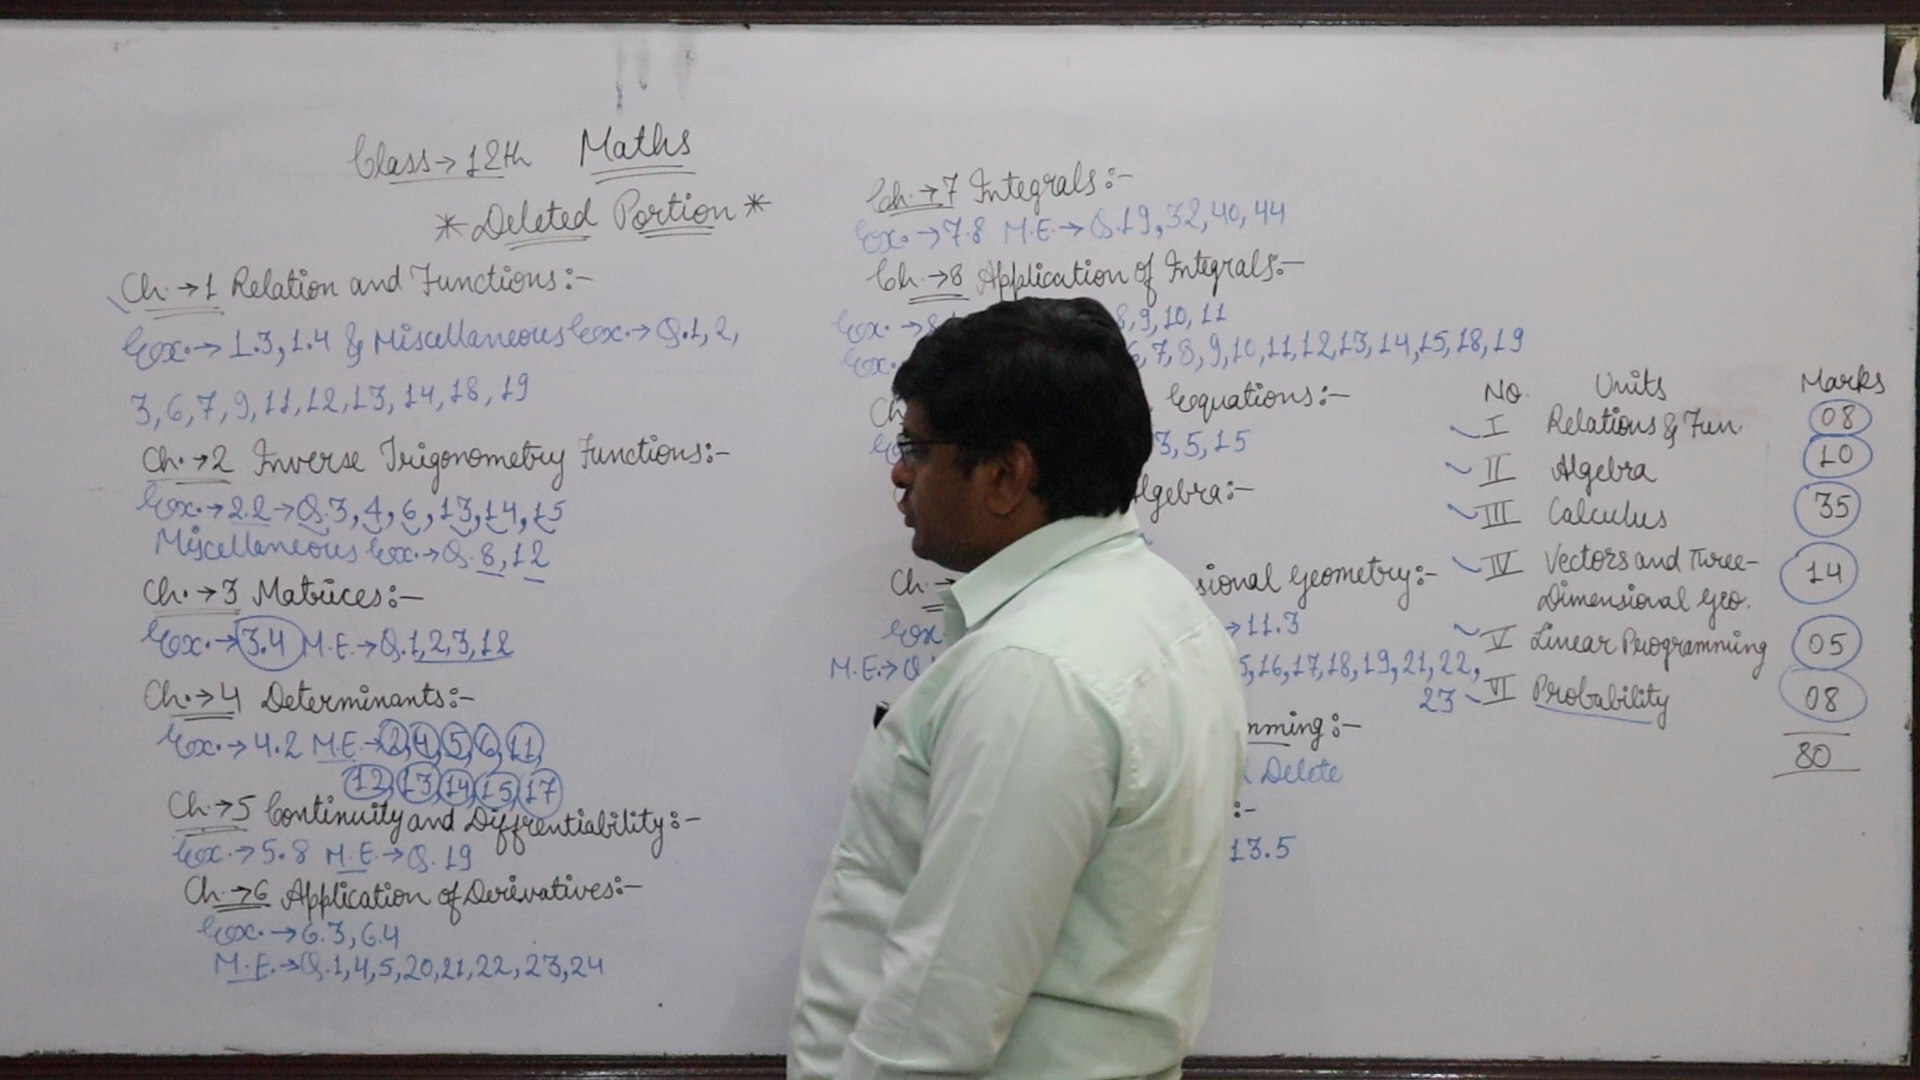 Class→12th Maths
* Deleted Portion *
Ch.→1 Relation and Functions:-
Ex.→ 1.3, 1.4 & Miscellaneous Ex.→ Q.1, 2,
3, 6, 7, 9, 11, 12, 13, 14, 18, 19
Ch.→2 Inverse Trigonometry Functions:-
Ex.→ 2.2→Q.3, 4, 6, 13, 14, 15
Miscellaneous Ex.→Q. 8, 12
Ch.→3 Matrices:-
Ex.→ 3.4 M.E.→Q.1, 2, 3, 12
Ch.→4 Determinants:-
Ex.→ 4.2 M.E.→ 2, 4, 5, 6, 11,
12, 13, 14, 15, 17
Ch.→5 Continuity and Diffrentiability:-
Ex.→ 5.8 M.E.→Q. 19
Ch.→6 Application of Derivatives:-
Ex.→6.3, 6.4
M.E.→Q.1, 4, 5, 20, 21, 22, 23, 24
Ch.→7 Integrals:-
Ex.→7.8 M.E.→ Q.19, 32, 40, 44
Ch.→8 Application of Integrals:-
Ex.→ 8, 9, 10, 11
Ex. 7, 8, 9, 10, 11, 12, 13, 14, 15, 18, 19
Ch Equations:-
3, 5, 15
lgebra:-
Ch.→ sional Geometry:-
Ex →11.3
M.E.→Q 5, 16, 17, 18, 19, 21, 22,
23
mming:-
Delete
:-
13.5
No. Units Marks
I Relations & Fun. 08
II Algebra 10
III Calculus 35
IV Vectors and Three-
Dimensional Geo. 14
V Linear Programming 05
VI Probability 08
80